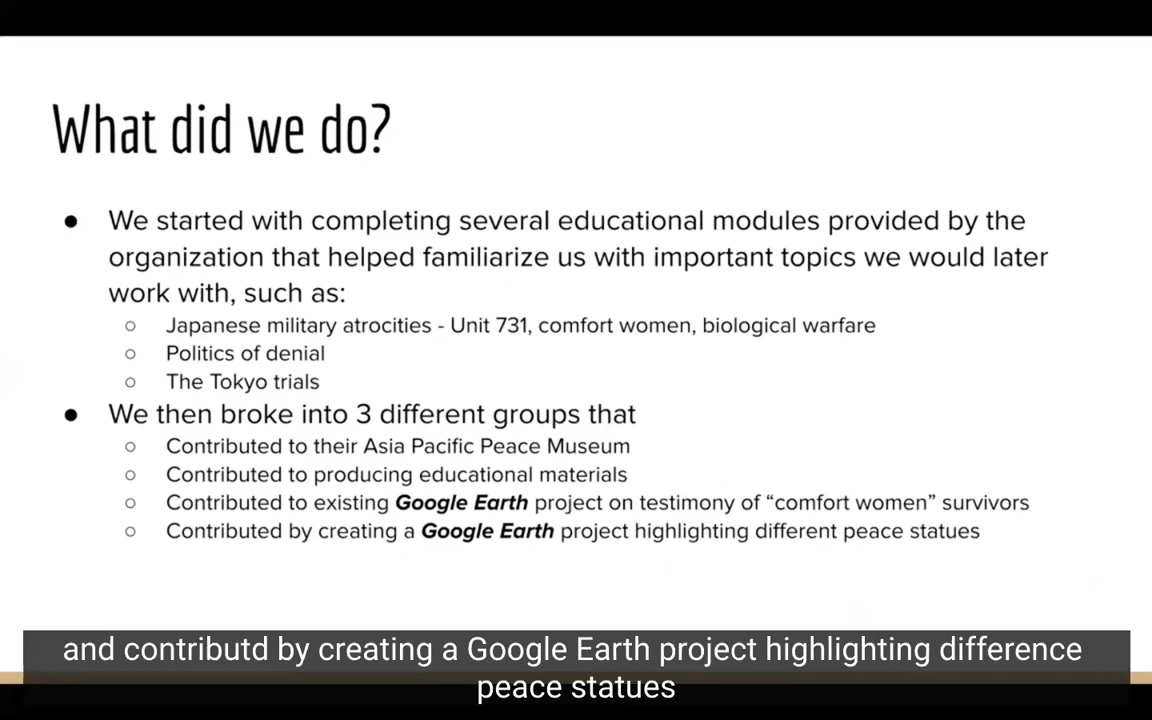 What did we do?
● We started with completing several educational modules provided by the
organization that helped familiarize us with important topics we would later
work with, such as:
○ Japanese military atrocities - Unit 731, comfort women, biological warfare
○ Politics of denial
○ The Tokyo trials
● We then broke into 3 different groups that
○ Contributed to their Asia Pacific Peace Museum
○ Contributed to producing educational materials
○ Contributed to existing Google Earth project on testimony of “comfort women” survivors
○ Contributed by creating a Google Earth project highlighting different peace statues
and contributd by creating a Google Earth project highlighting difference
peace statues